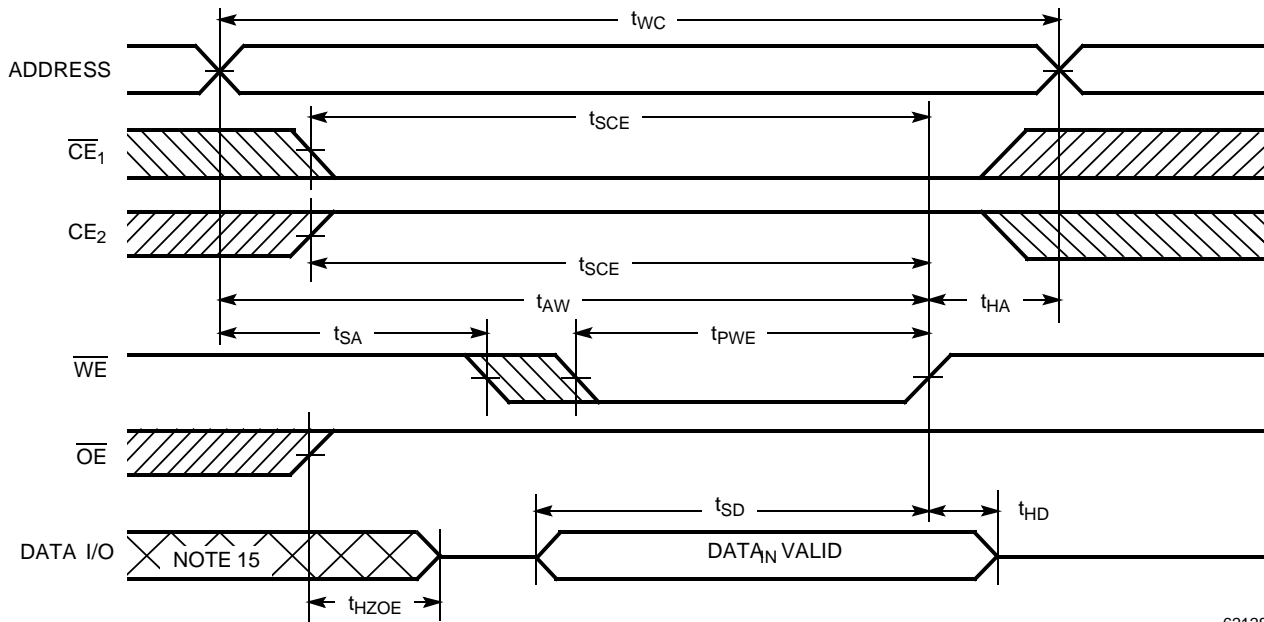 tWC
ADDRESS
tSCE
CE1
CE2
tSCE
tAW
tHA
tSA
tPWE
WE
OE
tSD
tHD
DATA I/O
NOTE 15
DATAIN VALID
tHZOE